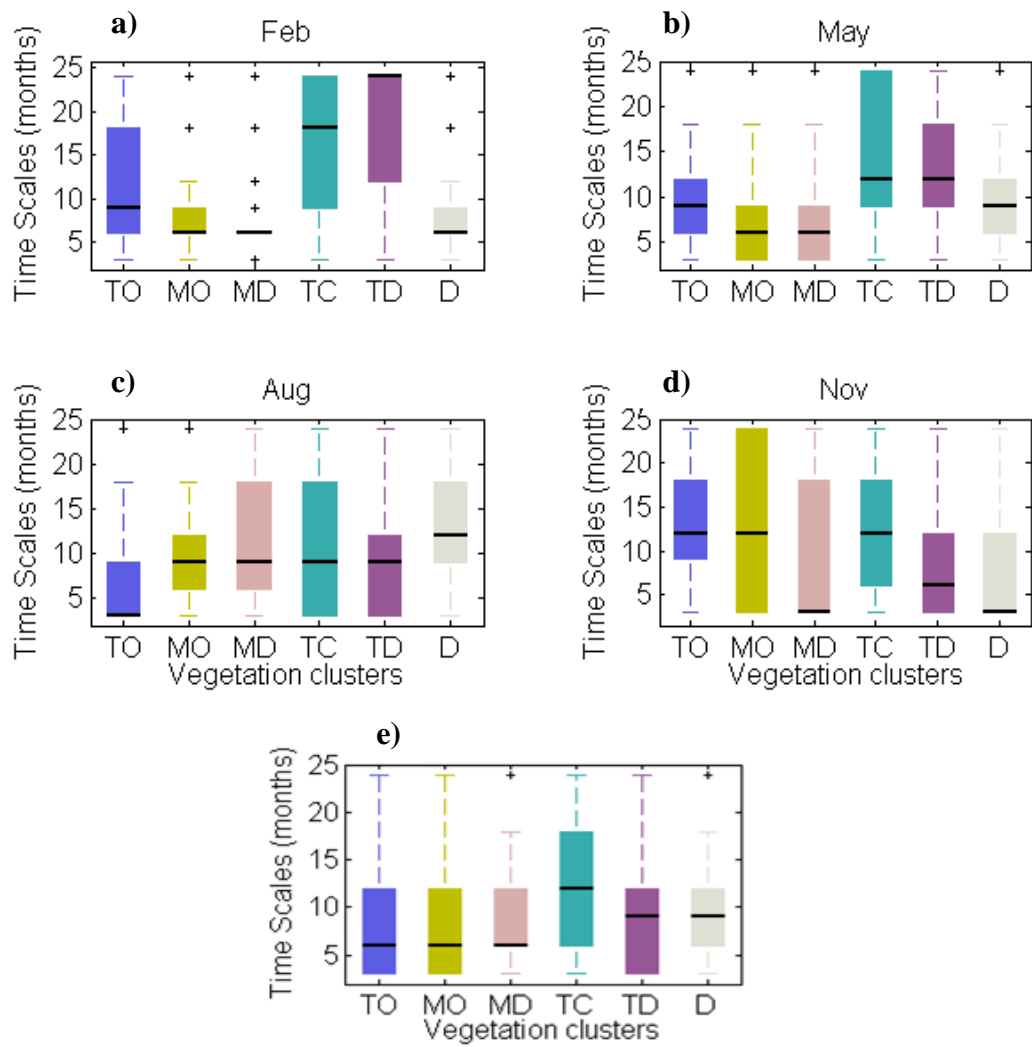 a) Feb
Time Scales (months)
25
20
15
10
5
TO MO MD TC TD D
b) May
Time Scales (months)
25
20
15
10
5
TO MO MD TC TD D
c) Aug
Time Scales (months)
25
20
15
10
5
TO MO MD TC TD D
Vegetation clusters
d) Nov
Time Scales (months)
25
20
15
10
5
TO MO MD TC TD D
Vegetation clusters
e)
Time Scales (months)
25
20
15
10
5
TO MO MD TC TD D
Vegetation clusters